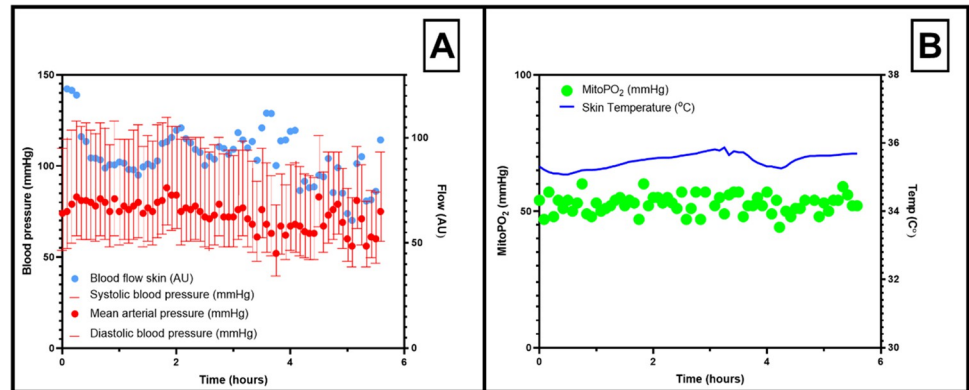 A
150
100
50
0
Blood pressure (mmHg)
100
50
0
Flow (AU)
Blood flow skin (AU)
Systolic blood pressure (mmHg)
Mean arterial pressure (mmHg)
Diastolic blood pressure (mmHg)
0
2
4
6
Time (hours)
B
100
50
0
MitoPO₂ (mmHg)
38
36
34
32
30
Temp (C°)
MitoPO₂ (mmHg)
Skin Temperature (°C)
0
2
4
6
Time (hours)